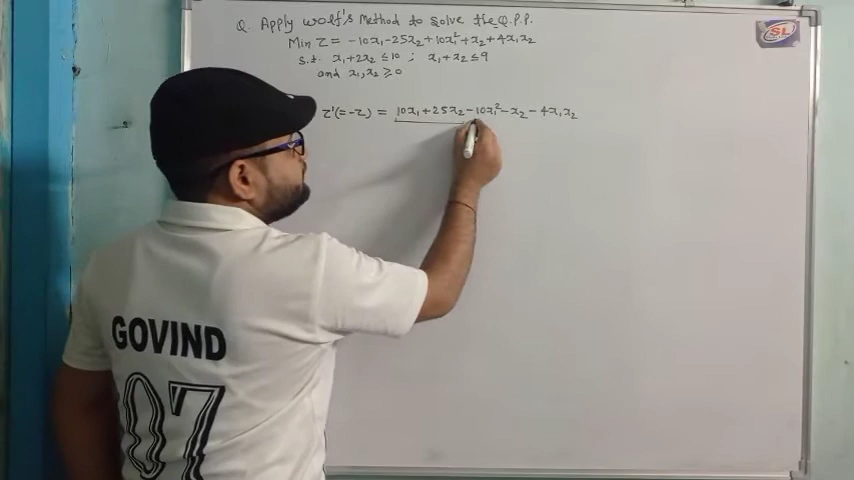 Q. Apply wolf's Method to solve the Q.P.P.
Min Z = -10x₁-25x₂+10x₁²+x₂+4x₁x₂
s.t. x₁+2x₂ ≤ 10 ; x₁+x₂ ≤ 9
and x₁,x₂ ≥ 0
Z'(=-Z) = 10x₁+25x₂-10x₁²-x₂-4x₁x₂
SL
GOVIND
07